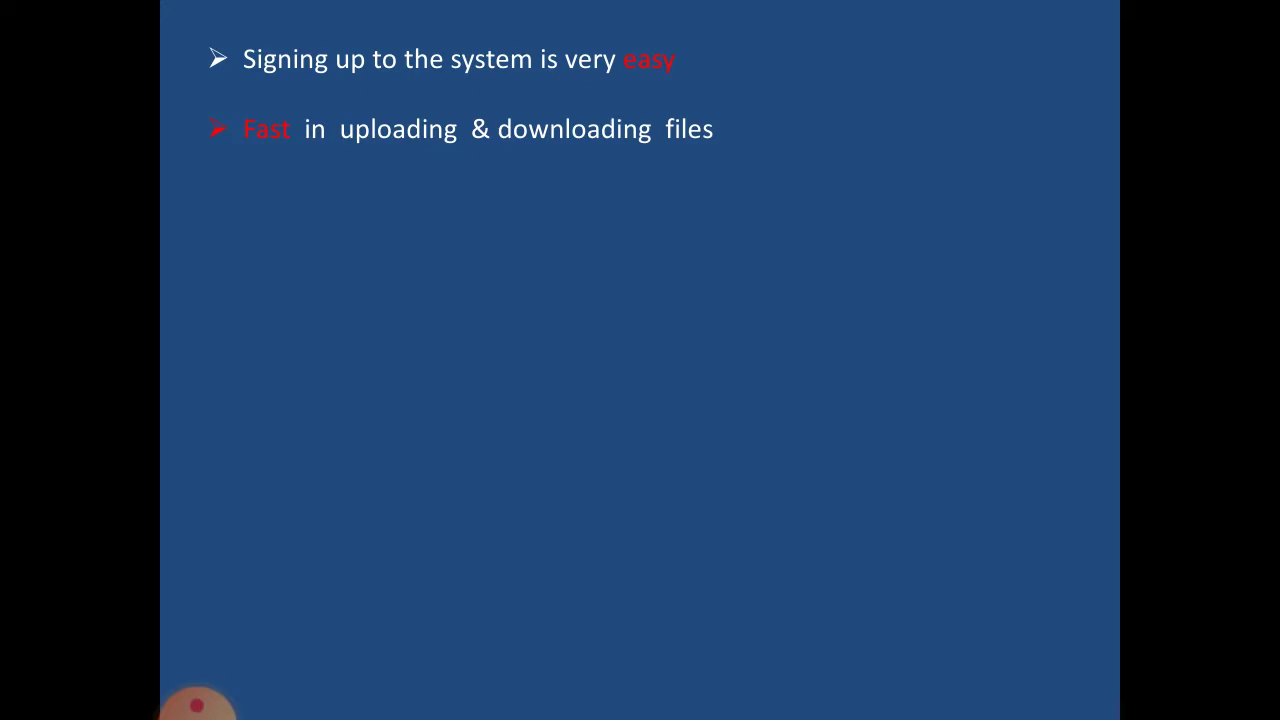 Signing up to the system is very easy
Fast in uploading & downloading files